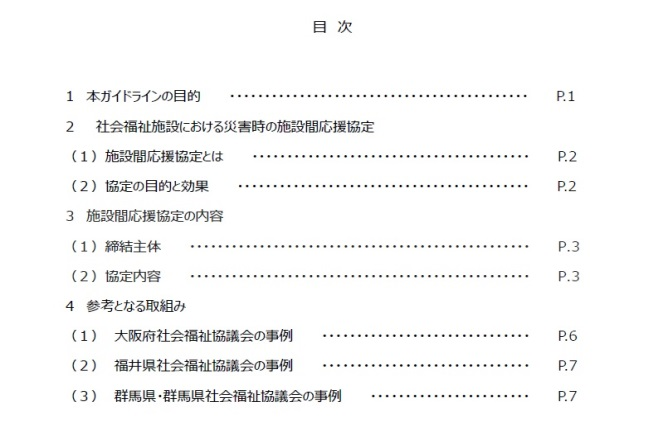 目 次
1 本ガイドラインの目的 ・・・・・・・・・・・・・・・・・・・・・・・・・・・・・・・・・・ P.1
2 社会福祉施設における災害時の施設間応援協定
（1）施設間応援協定とは ・・・・・・・・・・・・・・・・・・・・・・・・・・・・・・・・ P.2
（2）協定の目的と効果 ・・・・・・・・・・・・・・・・・・・・・・・・・・・・・・・・・ P.2
3 施設間応援協定の内容
（1）締結主体 ・・・・・・・・・・・・・・・・・・・・・・・・・・・・・・・・・・・・・・・ P.3
（2）協定内容 ・・・・・・・・・・・・・・・・・・・・・・・・・・・・・・・・・・・・・・・ P.3
4 参考となる取組み
（1） 大阪府社会福祉協議会の事例 ・・・・・・・・・・・・・・・・・・・・・・・・ P.6
（2） 福井県社会福祉協議会の事例 ・・・・・・・・・・・・・・・・・・・・・・・・ P.7
（3） 群馬県・群馬県社会福祉協議会の事例 ・・・・・・・・・・・・・・・・・・ P.7